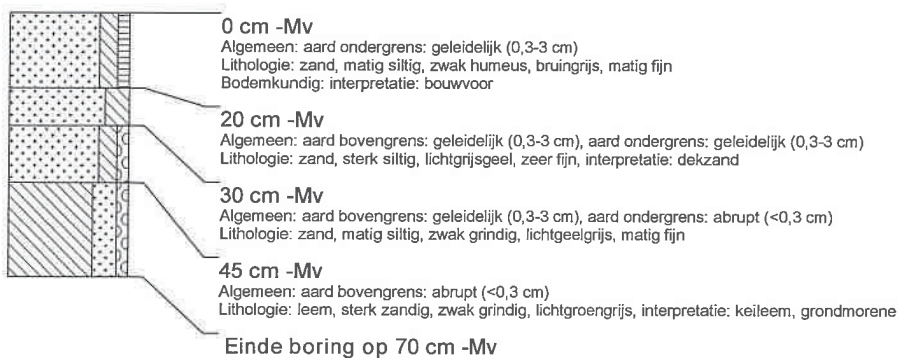 0 cm -Mv
Algemeen: aard ondergrens: geleidelijk (0,3-3 cm)
Lithologie: zand, matig siltig, zwak humeus, bruingrijs, matig fijn
Bodemkundig: interpretatie: bouwvoor
20 cm -Mv
Algemeen: aard bovengrens: geleidelijk (0,3-3 cm), aard ondergrens: geleidelijk (0,3-3 cm)
Lithologie: zand, sterk siltig, lichtgrijsgeel, zeer fijn, interpretatie: dekzand
30 cm -Mv
Algemeen: aard bovengrens: geleidelijk (0,3-3 cm), aard ondergrens: abrupt (<0,3 cm)
Lithologie: zand, matig siltig, zwak grindig, lichtgeelgrijs, matig fijn
45 cm -Mv
Algemeen: aard bovengrens: abrupt (<0,3 cm)
Lithologie: leem, sterk zandig, zwak grindig, lichtgroengrijs, interpretatie: keileem, grondmorene
Einde boring op 70 cm -Mv